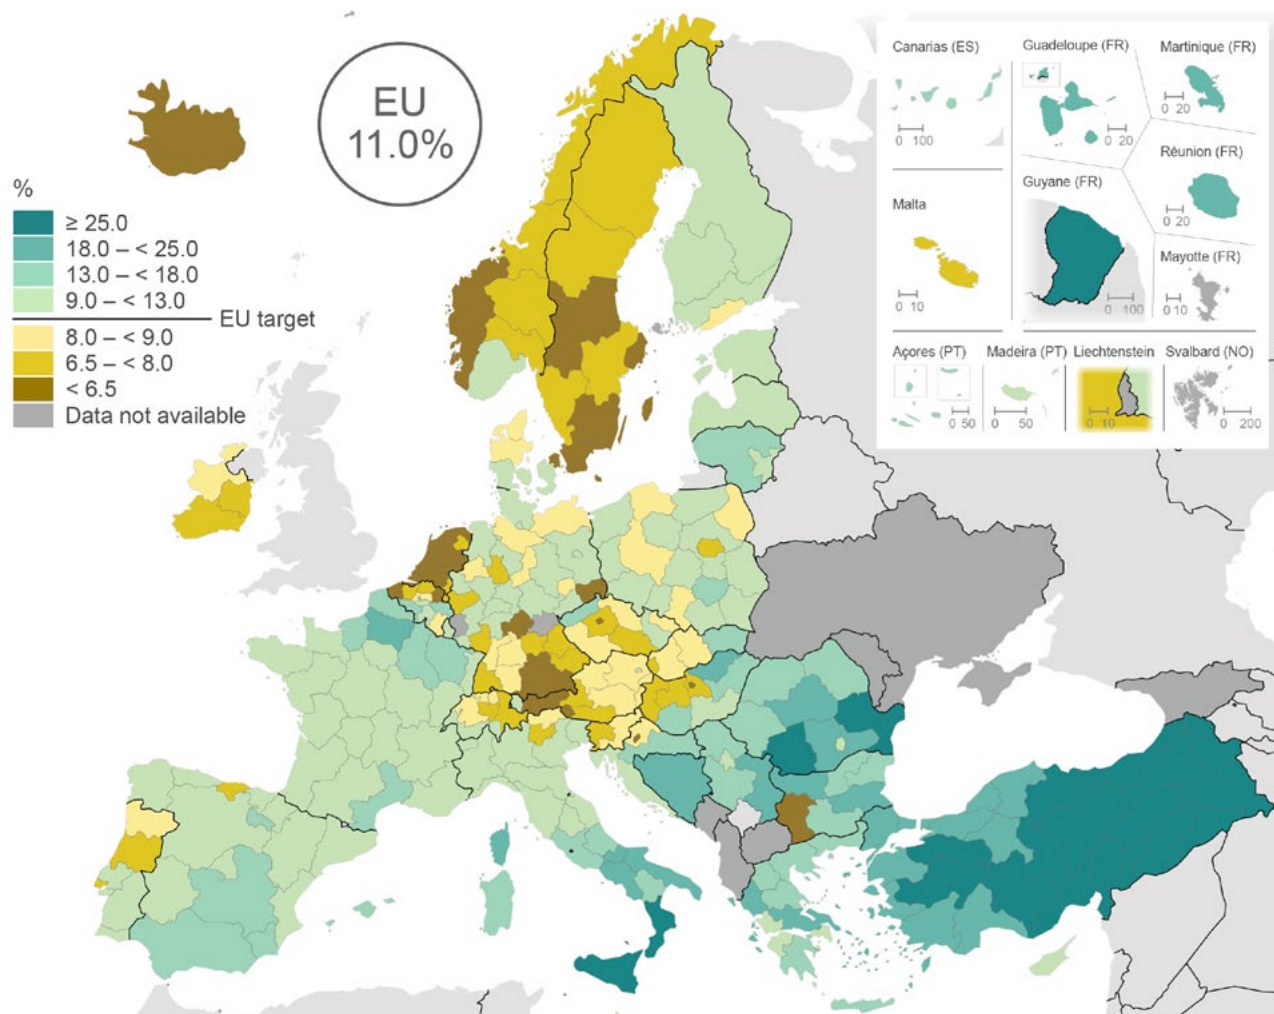 EU
11.0%
%
≥ 25.0
18.0 – < 25.0
13.0 – < 18.0
9.0 – < 13.0
EU target
8.0 – < 9.0
6.5 – < 8.0
< 6.5
Data not available
Canarias (ES)
0 100
Guadeloupe (FR)
0 20
Martinique (FR)
0 20
Réunion (FR)
0 20
Malta
0 10
Guyane (FR)
0 100
Mayotte (FR)
0 10
Açores (PT)
0 50
Madeira (PT)
0 50
Liechtenstein
0 10
Svalbard (NO)
0 200